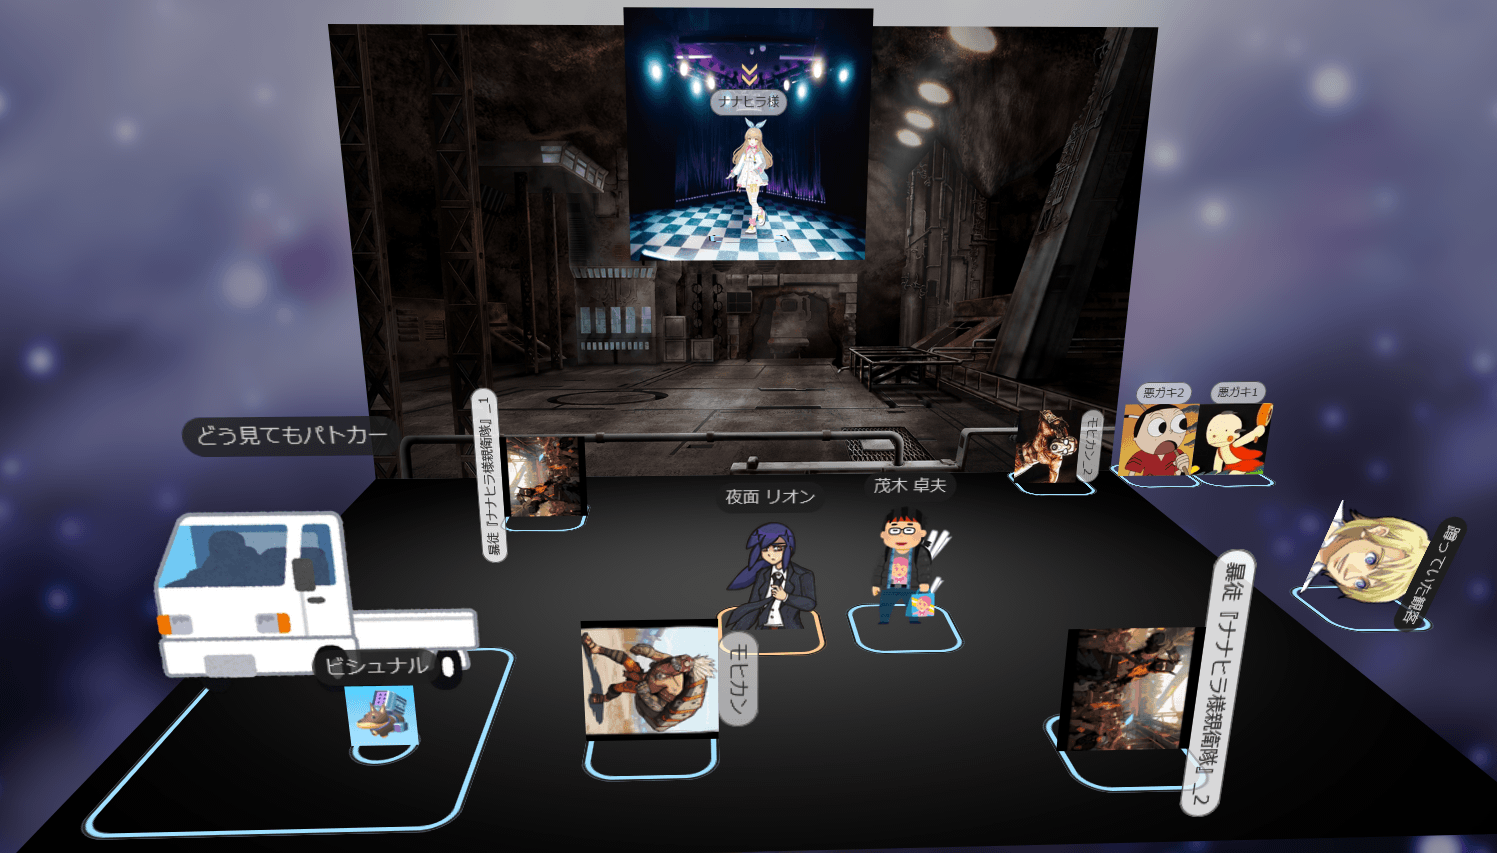 ナナヒラ様
悪ガキ2
悪ガキ1
どう見てもパトカー
暴徒『ナナヒラ様親衛隊』_1
モヒカン_2
夜面 リオン
茂木 卓夫
踊っていた観客
暴徒『ナナヒラ様親衛隊』_2
ビシュナル
モヒカン